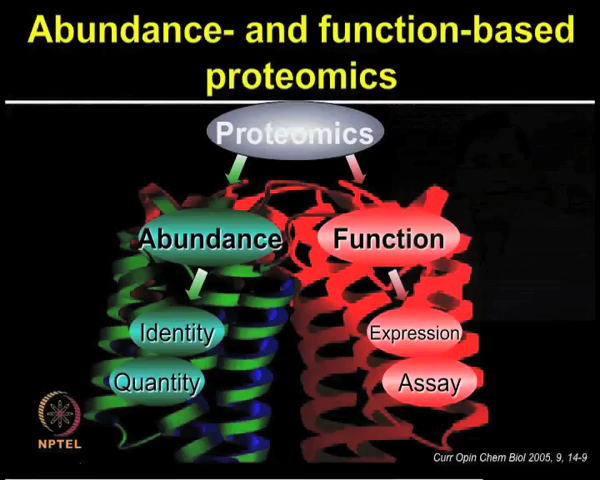 Abundance- and function-based
proteomics
Proteomics
Abundance
Function
Identity
Expression
Quantity
Assay
NPTEL
Curr Opin Chem Biol 2005, 9, 14-9